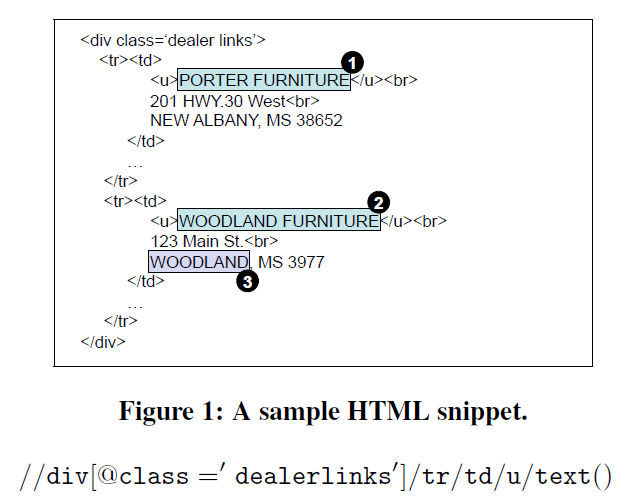 <div class=‘dealer links’>
<tr><td>
1
<u>PORTER FURNITURE</u><br>
201 HWY.30 West<br>
NEW ALBANY, MS 38652
</td>
...
</tr>
<tr><td>
2
<u>WOODLAND FURNITURE</u><br>
123 Main St.<br>
WOODLAND, MS 3977
</td>
3
...
</tr>
</div>
Figure 1: A sample HTML snippet.
//div[@class =′ dealerlinks′]/tr/td/u/text()